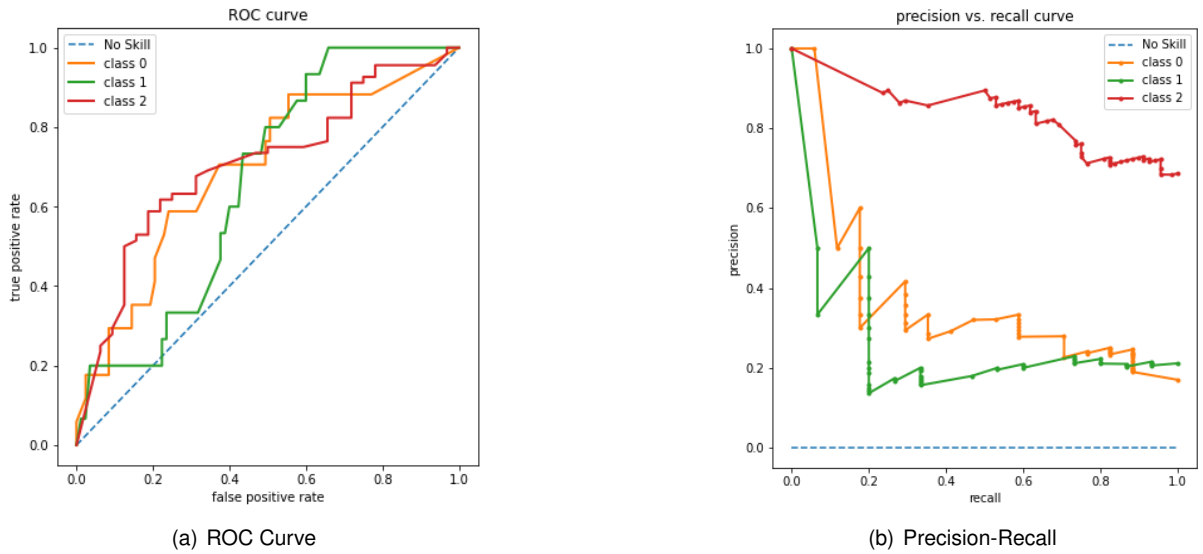 ROC curve
No Skill
class 0
class 1
class 2
1.0
0.8
0.6
0.4
0.2
0.0
true positive rate
0.0 0.2 0.4 0.6 0.8 1.0
false positive rate
(a) ROC Curve
precision vs. recall curve
No Skill
class 0
class 1
class 2
1.0
0.8
0.6
0.4
0.2
0.0
precision
0.0 0.2 0.4 0.6 0.8 1.0
recall
(b) Precision-Recall